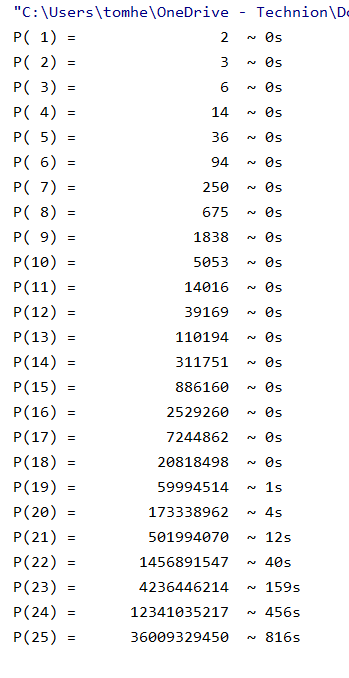 "C:\Users\tomhe\OneDrive - Technion\Do
P( 1) = 2 ~ 0s
P( 2) = 3 ~ 0s
P( 3) = 6 ~ 0s
P( 4) = 14 ~ 0s
P( 5) = 36 ~ 0s
P( 6) = 94 ~ 0s
P( 7) = 250 ~ 0s
P( 8) = 675 ~ 0s
P( 9) = 1838 ~ 0s
P(10) = 5053 ~ 0s
P(11) = 14016 ~ 0s
P(12) = 39169 ~ 0s
P(13) = 110194 ~ 0s
P(14) = 311751 ~ 0s
P(15) = 886160 ~ 0s
P(16) = 2529260 ~ 0s
P(17) = 7244862 ~ 0s
P(18) = 20818498 ~ 0s
P(19) = 59994514 ~ 1s
P(20) = 173338962 ~ 4s
P(21) = 501994070 ~ 12s
P(22) = 1456891547 ~ 40s
P(23) = 4236446214 ~ 159s
P(24) = 12341035217 ~ 456s
P(25) = 36009329450 ~ 816s